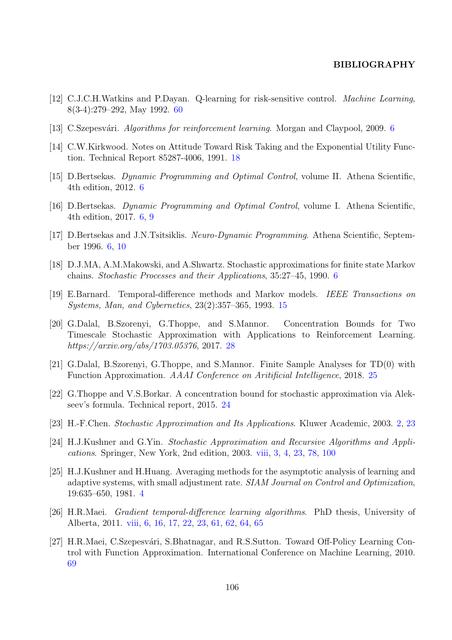 BIBLIOGRAPHY
[12] C.J.C.H.Watkins and P.Dayan. Q-learning for risk-sensitive control. Machine Learning,
8(3-4):279–292, May 1992. 60
[13] C.Szepesvári. Algorithms for reinforcement learning. Morgan and Claypool, 2009. 6
[14] C.W.Kirkwood. Notes on Attitude Toward Risk Taking and the Exponential Utility Func-
tion. Technical Report 85287-4006, 1991. 18
[15] D.Bertsekas. Dynamic Programming and Optimal Control, volume II. Athena Scientific,
4th edition, 2012. 6
[16] D.Bertsekas. Dynamic Programming and Optimal Control, volume I. Athena Scientific,
4th edition, 2017. 6, 9
[17] D.Bertsekas and J.N.Tsitsiklis. Neuro-Dynamic Programming. Athena Scientific, Septem-
ber 1996. 6, 10
[18] D.J.MA, A.M.Makowski, and A.Shwartz. Stochastic approximations for finite state Markov
chains. Stochastic Processes and their Applications, 35:27–45, 1990. 6
[19] E.Barnard. Temporal-difference methods and Markov models. IEEE Transactions on
Systems, Man, and Cybernetics, 23(2):357–365, 1993. 15
[20] G.Dalal, B.Szorenyi, G.Thoppe, and S.Mannor. Concentration Bounds for Two
Timescale Stochastic Approximation with Applications to Reinforcement Learning.
https://arxiv.org/abs/1703.05376, 2017. 28
[21] G.Dalal, B.Szorenyi, G.Thoppe, and S.Mannor. Finite Sample Analyses for TD(0) with
Function Approximation. AAAI Conference on Aritificial Intelligence, 2018. 25
[22] G.Thoppe and V.S.Borkar. A concentration bound for stochastic approximation via Alek-
seev's formula. Technical report, 2015. 24
[23] H.-F.Chen. Stochastic Approximation and Its Applications. Kluwer Academic, 2003. 2, 23
[24] H.J.Kushner and G.Yin. Stochastic Approximation and Recursive Algorithms and Appli-
cations. Springer, New York, 2nd edition, 2003. viii, 3, 4, 23, 78, 100
[25] H.J.Kushner and H.Huang. Averaging methods for the asymptotic analysis of learning and
adaptive systems, with small adjustment rate. SIAM Journal on Control and Optimization,
19:635–650, 1981. 4
[26] H.R.Maei. Gradient temporal-difference learning algorithms. PhD thesis, University of
Alberta, 2011. viii, 6, 16, 17, 22, 23, 61, 62, 64, 65
[27] H.R.Maei, C.Szepesvári, S.Bhatnagar, and R.S.Sutton. Toward Off-Policy Learning Con-
trol with Function Approximation. International Conference on Machine Learning, 2010.
69
106